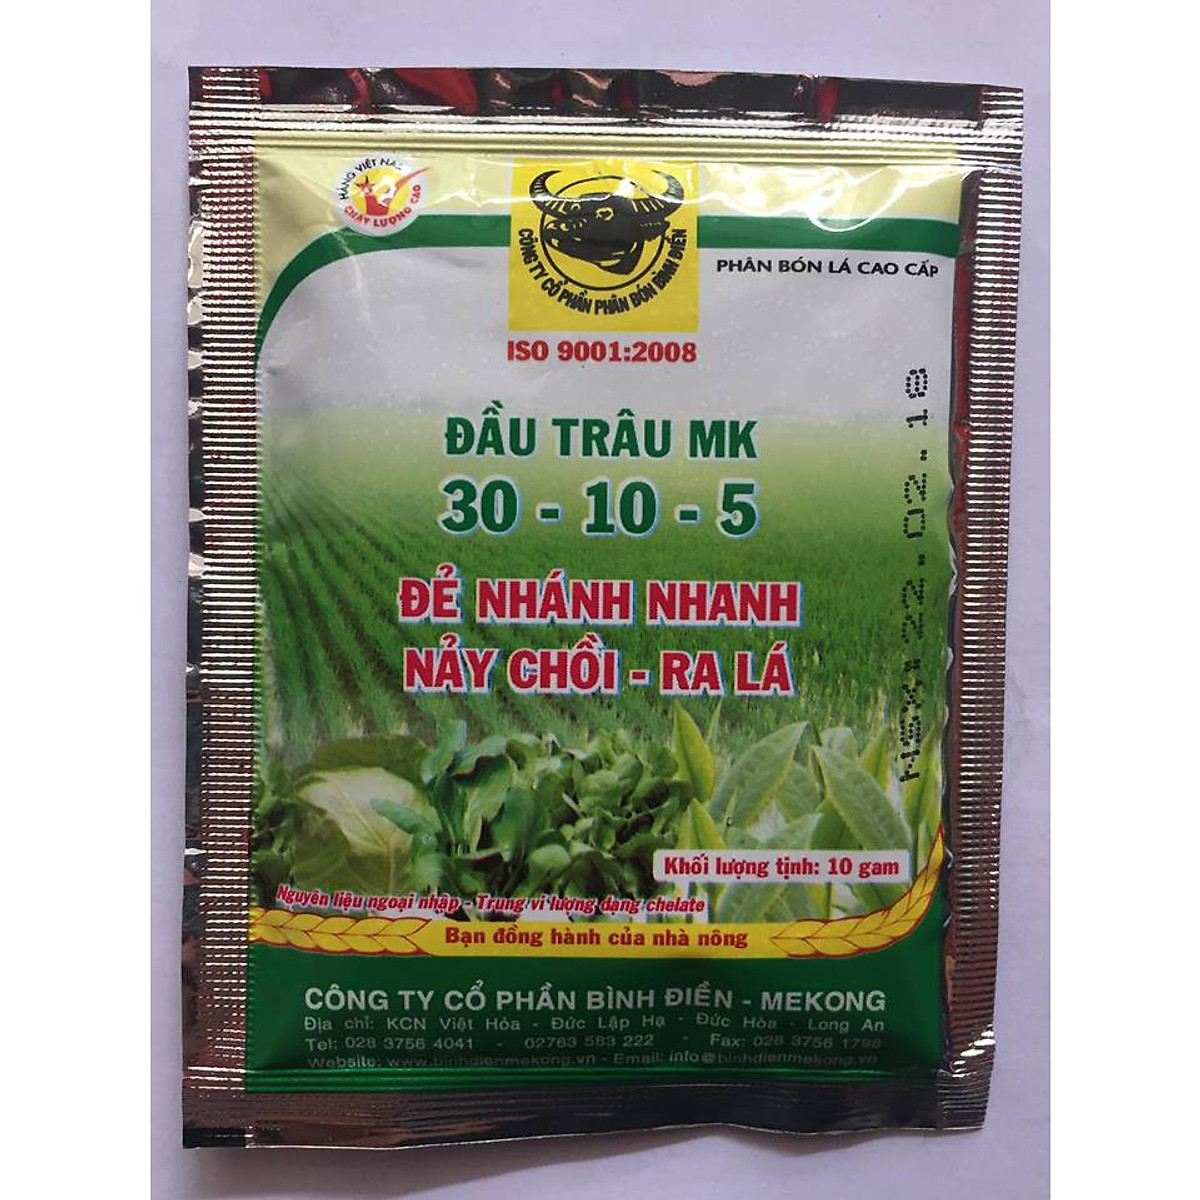 HÀNG VIỆT NAM
CHẤT LƯỢNG CAO
CÔNG TY CỔ PHẦN PHÂN BÓN BÌNH ĐIỀN
PHÂN BÓN LÁ CAO CẤP
ISO 9001:2008
ĐẦU TRÂU MK
30 - 10 - 5
ĐẺ NHÁNH NHANH
NẢY CHỒI - RA LÁ
NSX 22.02.18
Khối lượng tịnh: 10 gam
Nguyên liệu ngoại nhập - Trung vi lượng dạng chelate
Bạn đồng hành của nhà nông
CÔNG TY CỔ PHẦN BÌNH ĐIỀN - MEKONG
Địa chỉ: KCN Việt Hóa - Đức Lập Hạ - Đức Hòa - Long An
Tel: 028 3756 4041 - 02763 583 222 - Fax: 028 3756 1798
Website: www.binhdienmekong.vn - Email: info@binhdienmekong.vn